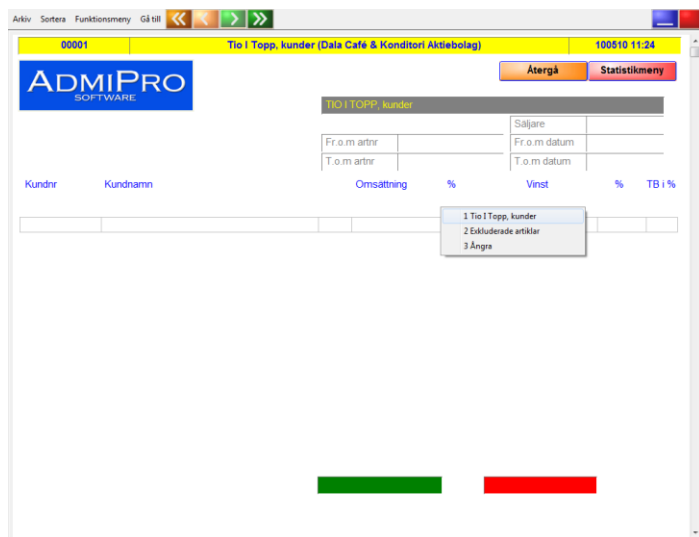 Arkiv Sortera Funktionsmeny Gå till
00001 Tio I Topp, kunder (Dala Café & Konditori Aktiebolag) 100510 11:24
ADMIPRO
SOFTWARE
Återgå Statistikmeny
TIO I TOPP, kunder
Säljare
Fr.o.m artnr Fr.o.m datum
T.o.m artnr T.o.m datum
Kundnr Kundnamn Omsättning % Vinst % TB i %
1 Tio I Topp, kunder
2 Exkluderade artiklar
3 Ångra